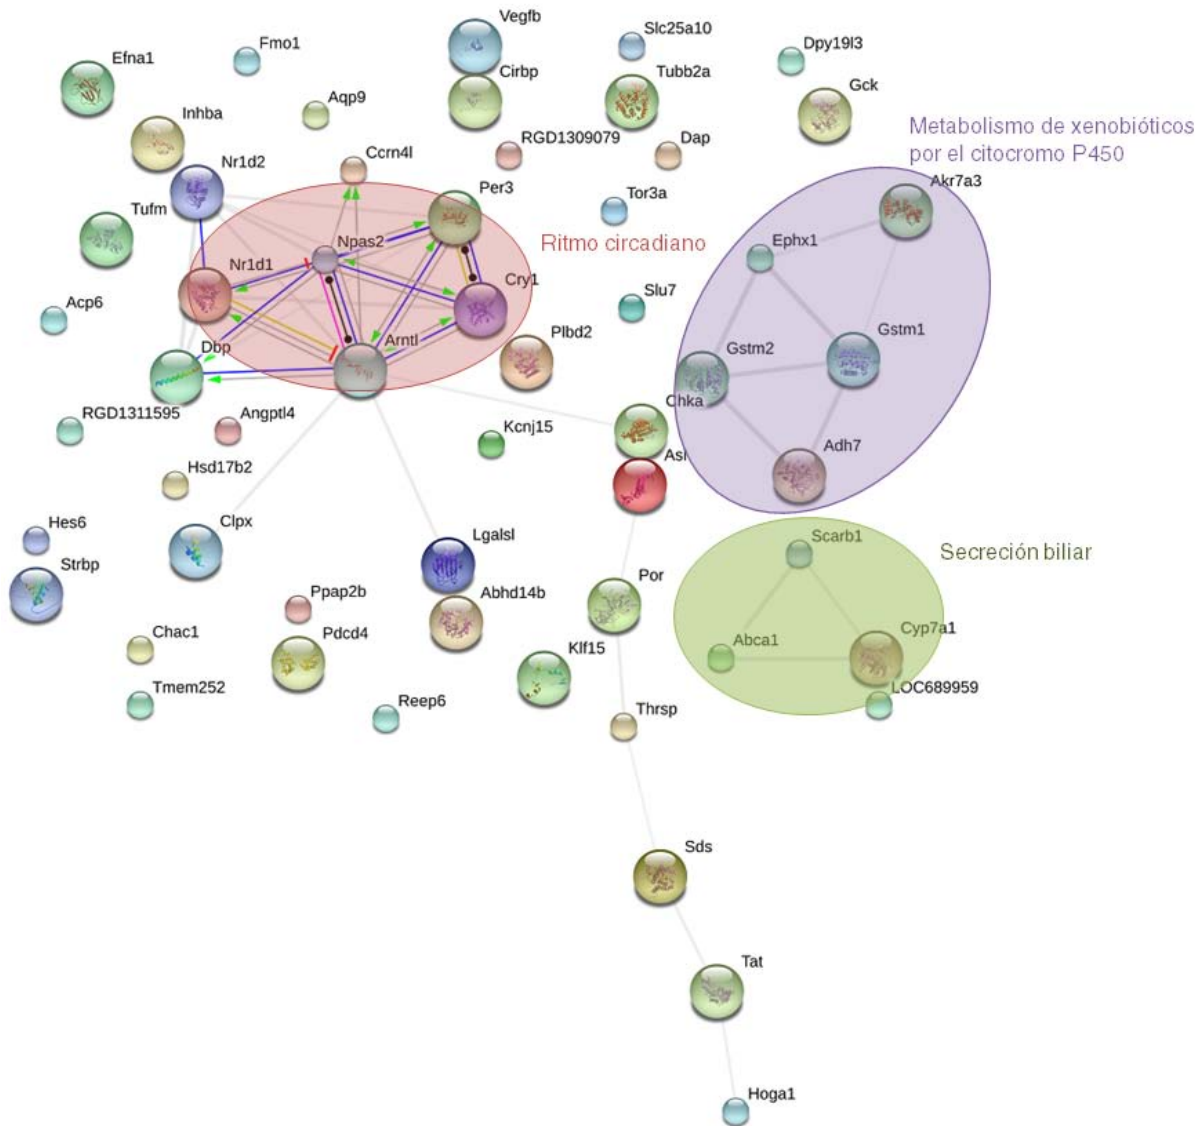 Vegfb
Slc25a10
Fmo1
Dpy19l3
Efna1
Cirbp
Tubb2a
Gck
Aqp9
Inhba
Metabolismo de xenobióticos
por el citocromo P450
RGD1309079
Dap
Ccrn4l
Nr1d2
Akr7a3
Per3
Tor3a
Tufm
Npas2
Ritmo circadiano
Ephx1
Nr1d1
Cry1
Slu7
Acp6
Plbd2
Gstm1
Dbp
Arntl
Gstm2
Chka
RGD1311595
Angptl4
Kcnj15
Adh7
Asl
Hsd17b2
Hes6
Clpx
Lgalsl
Scarb1
Secreción biliar
Strbp
Por
Ppap2b
Abhd14b
Chac1
Pdcd4
Abca1
Cyp7a1
Klf15
Tmem252
Reep6
LOC689959
Thrsp
Sds
Tat
Hoga1